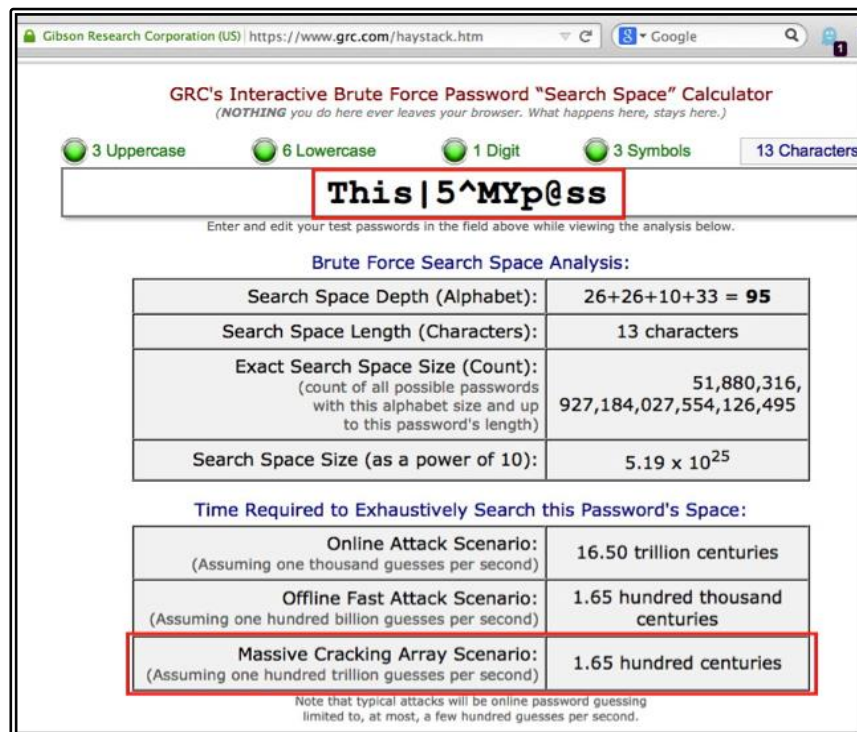 Gibson Research Corporation (US) https://www.grc.com/haystack.htm Google
1
GRC's Interactive Brute Force Password “Search Space” Calculator
(NOTHING you do here ever leaves your browser. What happens here, stays here.)
3 Uppercase 6 Lowercase 1 Digit 3 Symbols 13 Characters
This|5^MYp@ss
Enter and edit your test passwords in the field above while viewing the analysis below.
Brute Force Search Space Analysis:
Search Space Depth (Alphabet): 26+26+10+33 = 95
Search Space Length (Characters): 13 characters
Exact Search Space Size (Count):
(count of all possible passwords
with this alphabet size and up
to this password's length)
51,880,316,
927,184,027,554,126,495
Search Space Size (as a power of 10): 5.19 x 10^25
Time Required to Exhaustively Search this Password's Space:
Online Attack Scenario:
(Assuming one thousand guesses per second)
16.50 trillion centuries
Offline Fast Attack Scenario:
(Assuming one hundred billion guesses per second)
1.65 hundred thousand
centuries
Massive Cracking Array Scenario:
(Assuming one hundred trillion guesses per second)
1.65 hundred centuries
Note that typical attacks will be online password guessing
limited to, at most, a few hundred guesses per second.